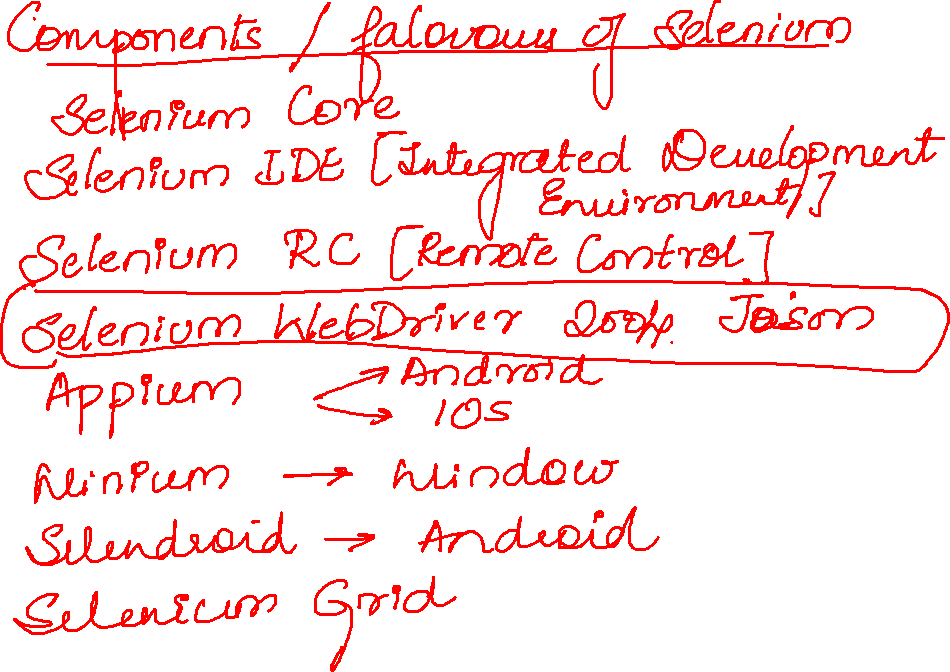 Components / falovous of Selenium
Selenium Core
Selenium IDE [Integrated Development
Environment]
Selenium RC [Remote Control]
Selenium WebDriver 2004. Jason
Appium Android
IOS
Winium → Window
Selendroid → Android
Selenium Grid